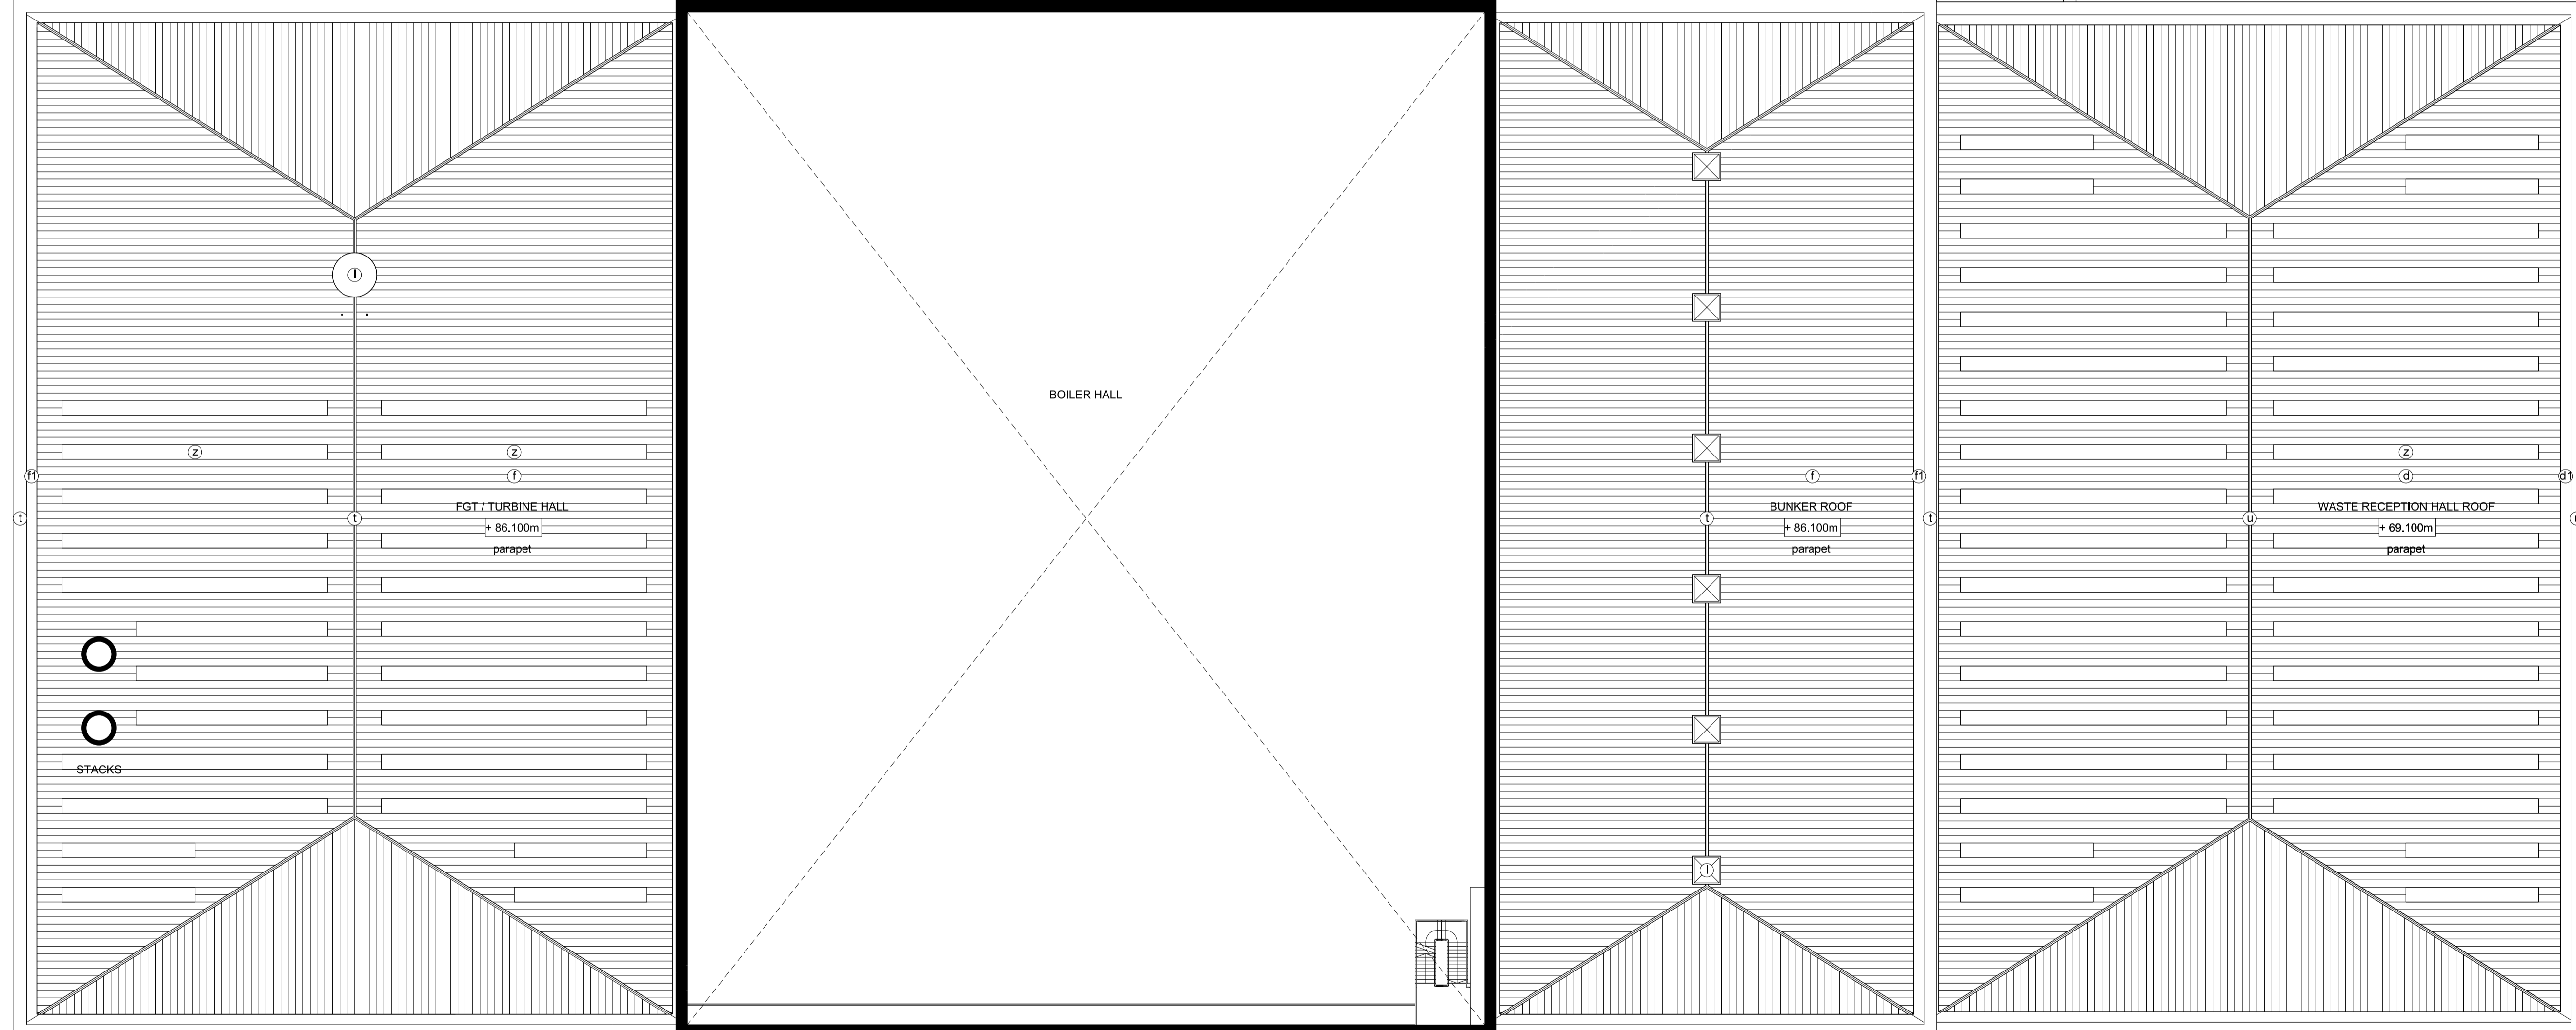 BOILER HALL
l
z
z
z
f1
f
f
f1
d
d1
FGT / TURBINE HALL
BUNKER ROOF
WASTE RECEPTION HALL ROOF
t
t
t
t
u
u
+ 86.100m
+ 86.100m
+ 69.100m
parapet
parapet
parapet
STACKS
l